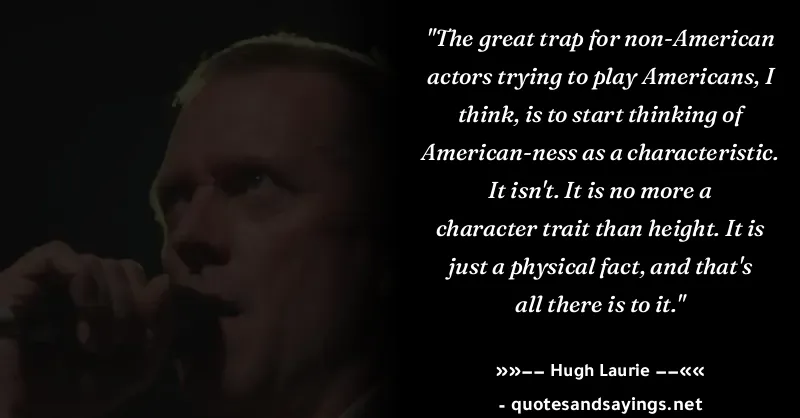 "The great trap for non-American
actors trying to play Americans, I
think, is to start thinking of
American-ness as a characteristic.
It isn't. It is no more a
character trait than height. It is
just a physical fact, and that's
all there is to it."
»»−− Hugh Laurie −−««
- quotesandsayings.net